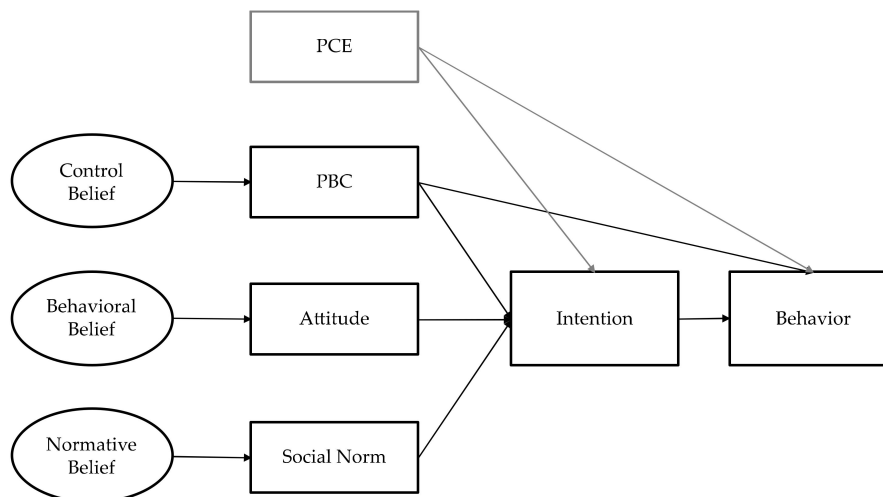 PCE
Control
Belief
PBC
Behavioral
Belief
Attitude
Intention
Behavior
Normative
Belief
Social Norm